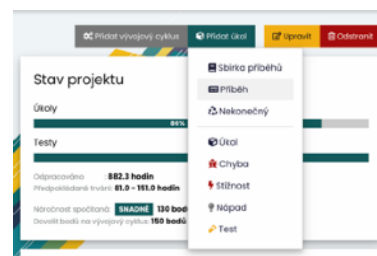 Přidat vývojový cyklus
Přidat úkol
Upravit
Odstranit
Stav projektu
Úkoly
86%
Testy
Odpracováno : 882.3 hodin
Předpokládané trvání: 81.0 - 151.0 hodin
Náročnost spočítaná: SNADNÉ 130 bodů
Dovolit bodů na vývojový cyklus: 150 bodů
Sbírka příběhů
Příběh
Nekonečný
Úkol
Chyba
Stížnost
Nápad
Test